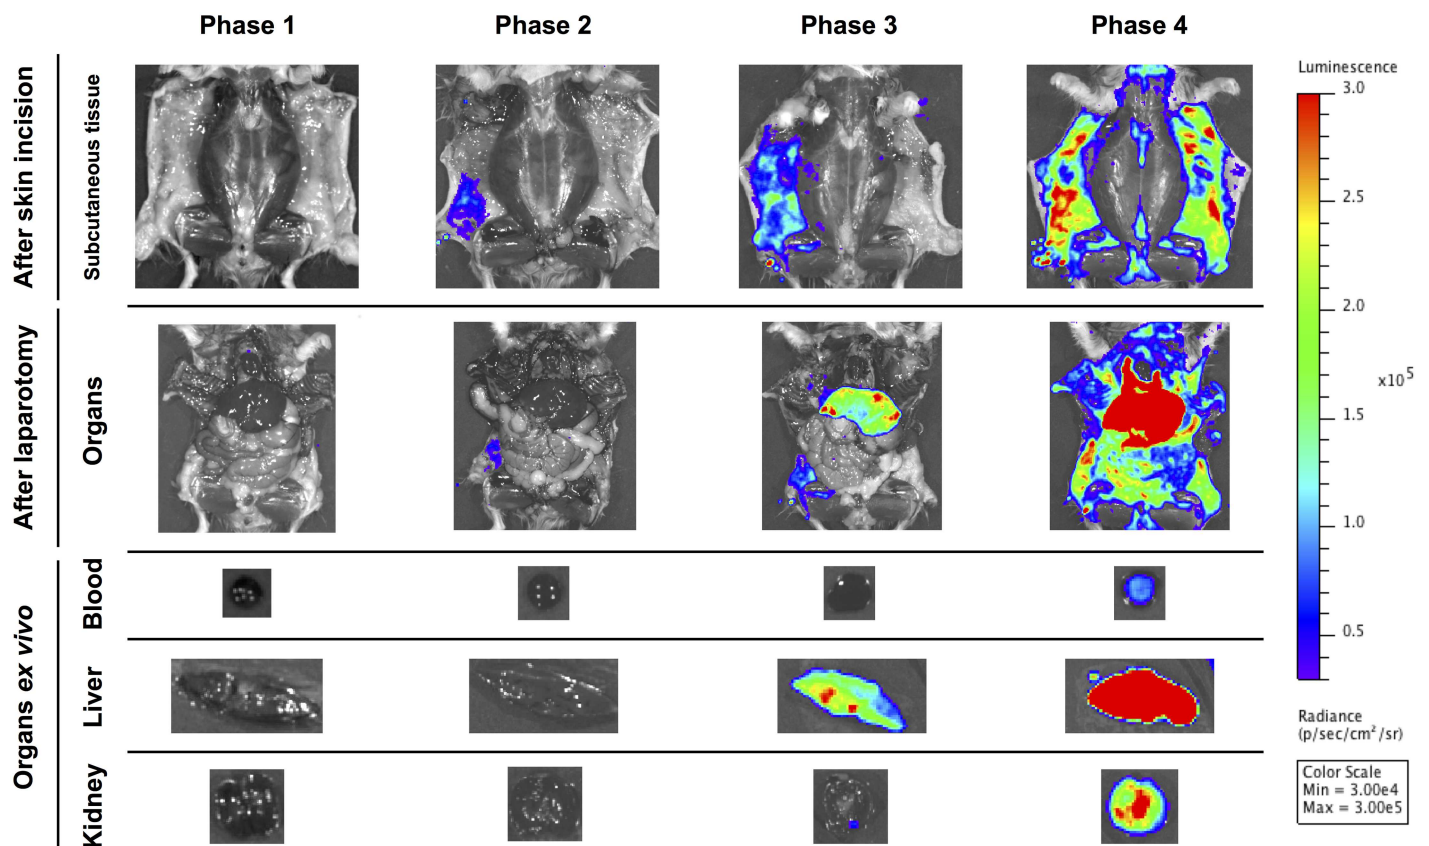 Phase 1
Phase 2
Phase 3
Phase 4
After skin incision
Subcutaneous tissue
After laparotomy
Organs
Organs ex vivo
Blood
Liver
Kidney
Luminescence
3.0
2.5
2.0
x10⁵
1.5
1.0
0.5
Radiance
(p/sec/cm²/sr)
Color Scale
Min = 3.00e4
Max = 3.00e5